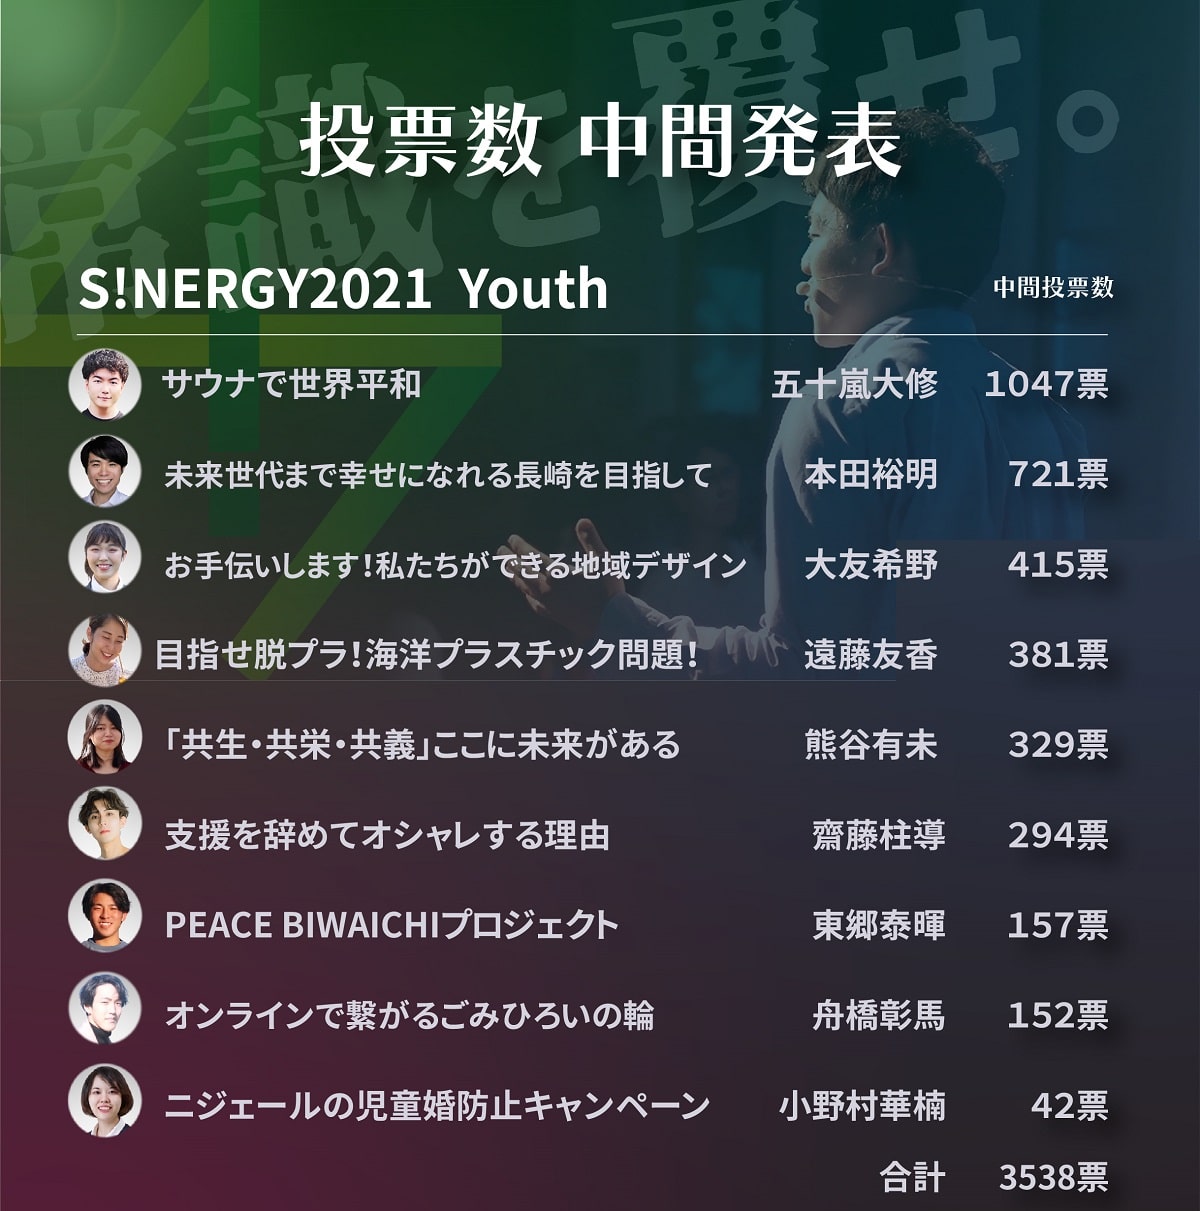 常識を覆せ。
投票数 中間発表
S!NERGY2021 Youth 中間投票数
サウナで世界平和 五十嵐大修 1047票
未来世代まで幸せになれる長崎を目指して 本田裕明 721票
お手伝いします!私たちができる地域デザイン 大友希野 415票
目指せ脱プラ!海洋プラスチック問題! 遠藤友香 381票
「共生・共栄・共義」ここに未来がある 熊谷有未 329票
支援を辞めてオシャレする理由 齋藤柱導 294票
PEACE BIWAICHIプロジェクト 東郷泰暉 157票
オンラインで繋がるごみひろいの輪 舟橋彰馬 152票
ニジェールの児童婚防止キャンペーン 小野村華楠 42票
合計 3538票